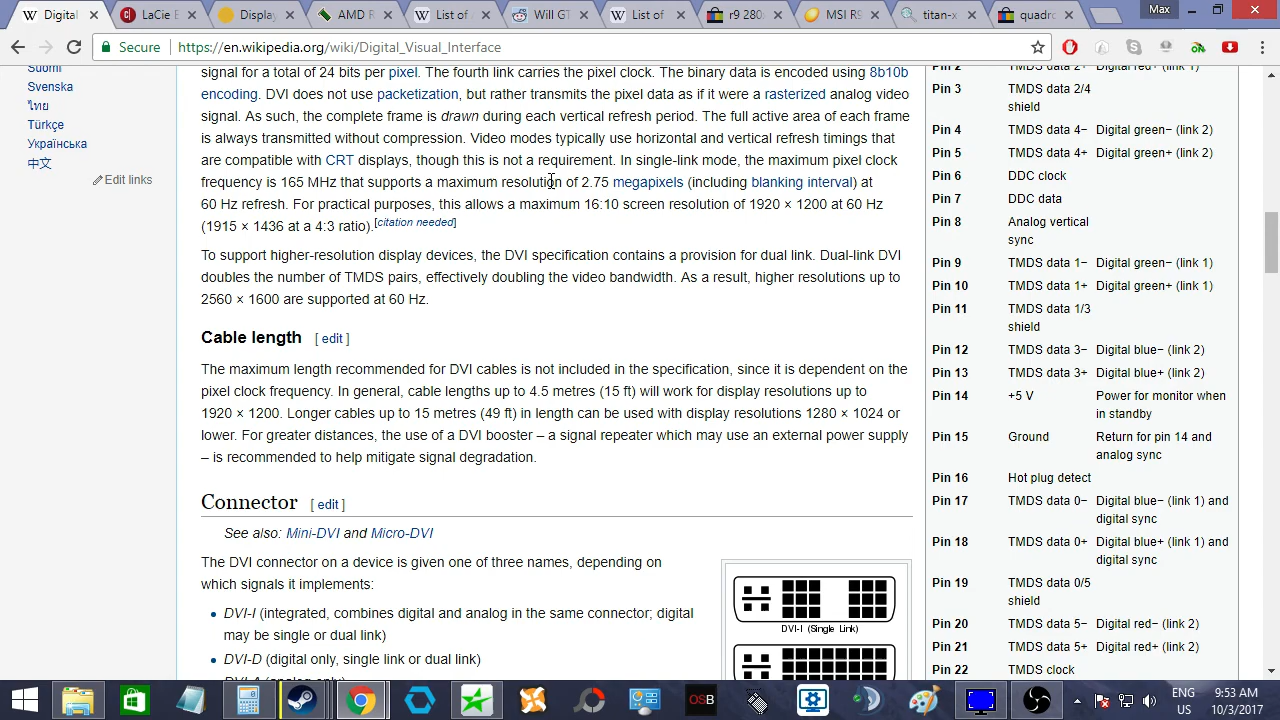 Digital
LaCie E
Display
AMD R
List of
Will GT
List of
r9 280
MSI R9
titan-x
quadro
Max
Secure
https://en.wikipedia.org/wiki/Digital_Visual_Interface
Suomi
Svenska
ไทย
Türkçe
Українська
中文
Edit links
signal for a total of 24 bits per pixel. The fourth link carries the pixel clock. The binary data is encoded using 8b10b
encoding. DVI does not use packetization, but rather transmits the pixel data as if it were a rasterized analog video
signal. As such, the complete frame is drawn during each vertical refresh period. The full active area of each frame
is always transmitted without compression. Video modes typically use horizontal and vertical refresh timings that
are compatible with CRT displays, though this is not a requirement. In single-link mode, the maximum pixel clock
frequency is 165 MHz that supports a maximum resolution of 2.75 megapixels (including blanking interval) at
60 Hz refresh. For practical purposes, this allows a maximum 16:10 screen resolution of 1920 × 1200 at 60 Hz
(1915 × 1436 at a 4:3 ratio).[citation needed]
To support higher-resolution display devices, the DVI specification contains a provision for dual link. Dual-link DVI
doubles the number of TMDS pairs, effectively doubling the video bandwidth. As a result, higher resolutions up to
2560 × 1600 are supported at 60 Hz.
Cable length [ edit ]
The maximum length recommended for DVI cables is not included in the specification, since it is dependent on the
pixel clock frequency. In general, cable lengths up to 4.5 metres (15 ft) will work for display resolutions up to
1920 × 1200. Longer cables up to 15 metres (49 ft) in length can be used with display resolutions 1280 × 1024 or
lower. For greater distances, the use of a DVI booster – a signal repeater which may use an external power supply
– is recommended to help mitigate signal degradation.
Connector [ edit ]
See also: Mini-DVI and Micro-DVI
The DVI connector on a device is given one of three names, depending on
which signals it implements:
• DVI-I (integrated, combines digital and analog in the same connector; digital
may be single or dual link)
• DVI-D (digital only, single link or dual link)
DVI-I (Single Link)
Pin 2 TMDS data 2+ Digital red+ (link 1)
Pin 3 TMDS data 2/4
shield
Pin 4 TMDS data 4− Digital green− (link 2)
Pin 5 TMDS data 4+ Digital green+ (link 2)
Pin 6 DDC clock
Pin 7 DDC data
Pin 8 Analog vertical
sync
Pin 9 TMDS data 1− Digital green− (link 1)
Pin 10 TMDS data 1+ Digital green+ (link 1)
Pin 11 TMDS data 1/3
shield
Pin 12 TMDS data 3− Digital blue− (link 2)
Pin 13 TMDS data 3+ Digital blue+ (link 2)
Pin 14 +5 V Power for monitor when
in standby
Pin 15 Ground Return for pin 14 and
analog sync
Pin 16 Hot plug detect
Pin 17 TMDS data 0− Digital blue− (link 1) and
digital sync
Pin 18 TMDS data 0+ Digital blue+ (link 1) and
digital sync
Pin 19 TMDS data 0/5
shield
Pin 20 TMDS data 5− Digital red− (link 2)
Pin 21 TMDS data 5+ Digital red+ (link 2)
Pin 22 TMDS clock
OSB
ENG
US
9:53 AM
10/3/2017